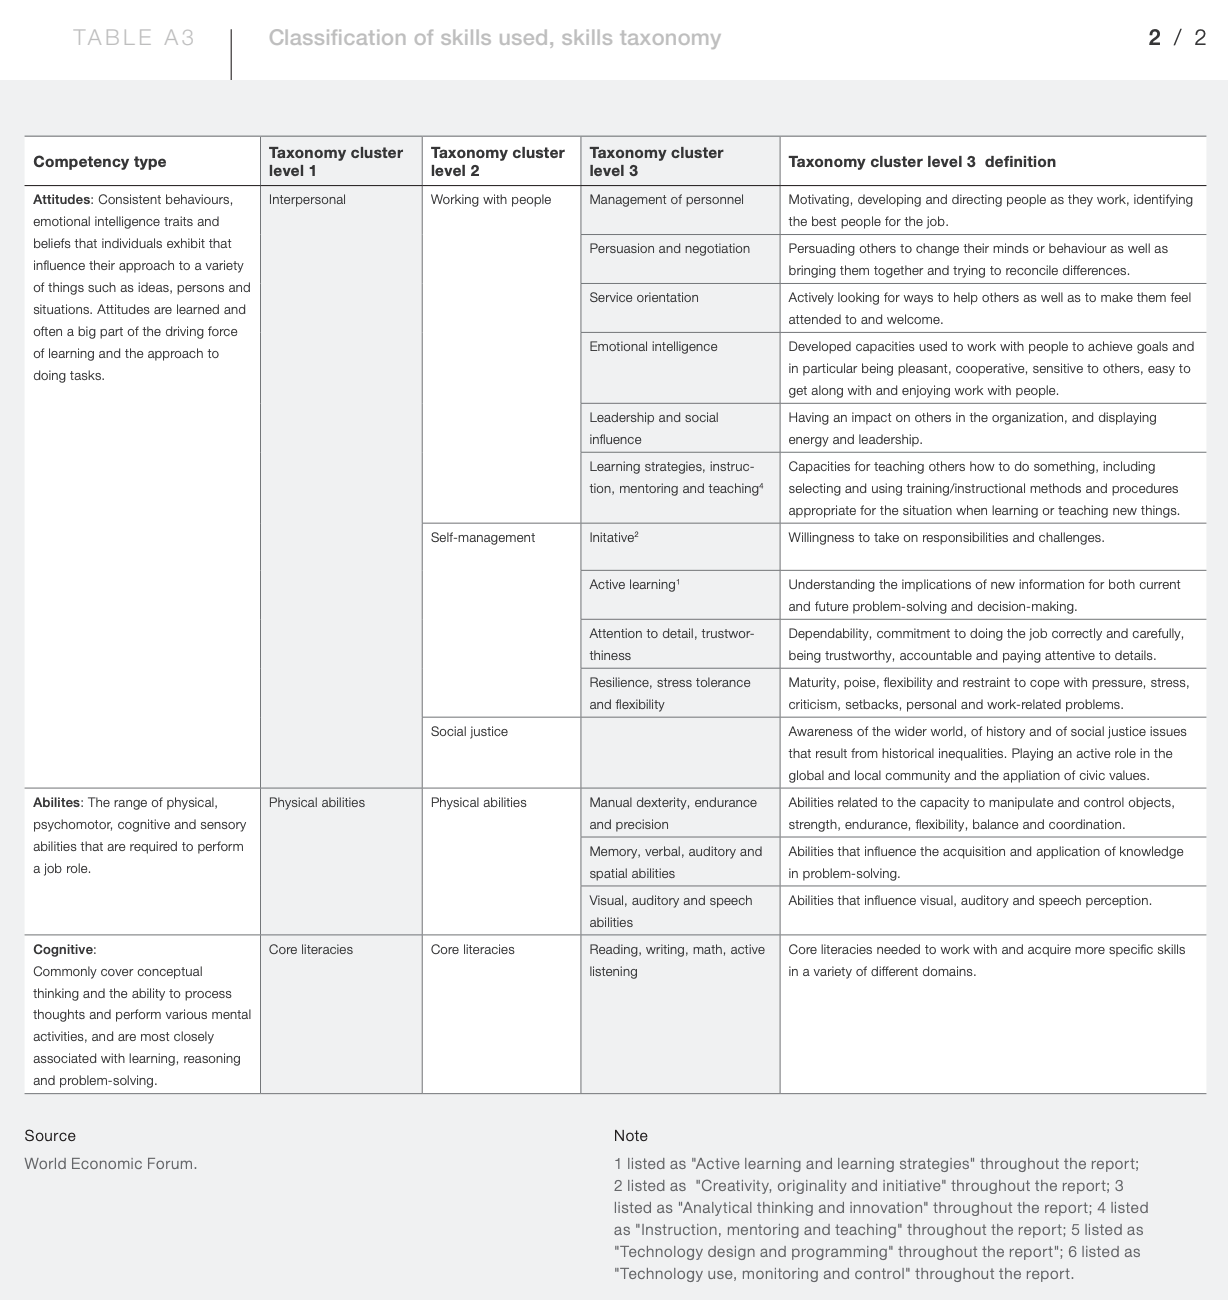 TABLE A3
Classification of skills used, skills taxonomy
2 / 2
Competency type
Taxonomy cluster
level 1
Taxonomy cluster
level 2
Taxonomy cluster
level 3
Taxonomy cluster level 3  definition
Attitudes: Consistent behaviours,
emotional intelligence traits and
beliefs that individuals exhibit that
influence their approach to a variety
of things such as ideas, persons and
situations. Attitudes are learned and
often a big part of the driving force
of learning and the approach to
doing tasks.
Interpersonal
Working with people
Management of personnel
Motivating, developing and directing people as they work, identifying
the best people for the job.
Persuasion and negotiation
Persuading others to change their minds or behaviour as well as
bringing them together and trying to reconcile differences.
Service orientation
Actively looking for ways to help others as well as to make them feel
attended to and welcome.
Emotional intelligence
Developed capacities used to work with people to achieve goals and
in particular being pleasant, cooperative, sensitive to others, easy to
get along with and enjoying work with people.
Leadership and social
influence
Having an impact on others in the organization, and displaying
energy and leadership.
Learning strategies, instruc-
tion, mentoring and teaching⁴
Capacities for teaching others how to do something, including
selecting and using training/instructional methods and procedures
appropriate for the situation when learning or teaching new things.
Self-management
Initative²
Willingness to take on responsibilities and challenges.
Active learning¹
Understanding the implications of new information for both current
and future problem-solving and decision-making.
Attention to detail, trustwor-
thiness
Dependability, commitment to doing the job correctly and carefully,
being trustworthy, accountable and paying attentive to details.
Resilience, stress tolerance
and flexibility
Maturity, poise, flexibility and restraint to cope with pressure, stress,
criticism, setbacks, personal and work-related problems.
Social justice
Awareness of the wider world, of history and of social justice issues
that result from historical inequalities. Playing an active role in the
global and local community and the appliation of civic values.
Abilites: The range of physical,
psychomotor, cognitive and sensory
abilities that are required to perform
a job role.
Physical abilities
Physical abilities
Manual dexterity, endurance
and precision
Abilities related to the capacity to manipulate and control objects,
strength, endurance, flexibility, balance and coordination.
Memory, verbal, auditory and
spatial abilities
Abilities that influence the acquisition and application of knowledge
in problem-solving.
Visual, auditory and speech
abilities
Abilities that influence visual, auditory and speech perception.
Cognitive:
Commonly cover conceptual
thinking and the ability to process
thoughts and perform various mental
activities, and are most closely
associated with learning, reasoning
and problem-solving.
Core literacies
Core literacies
Reading, writing, math, active
listening
Core literacies needed to work with and acquire more specific skills
in a variety of different domains.
Source
World Economic Forum.
Note
1 listed as "Active learning and learning strategies" throughout the report;
2 listed as  "Creativity, originality and initiative" throughout the report; 3
listed as "Analytical thinking and innovation" throughout the report; 4 listed
as "Instruction, mentoring and teaching" throughout the report; 5 listed as
"Technology design and programming" throughout the report"; 6 listed as
"Technology use, monitoring and control" throughout the report.